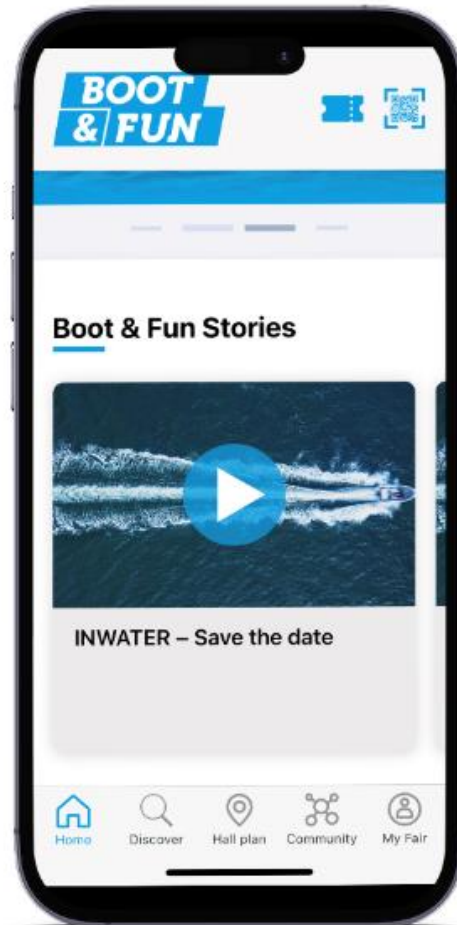 BOOT
& FUN
Boot & Fun Stories
INWATER – Save the date
Home
Discover
Hall plan
Community
My Fair